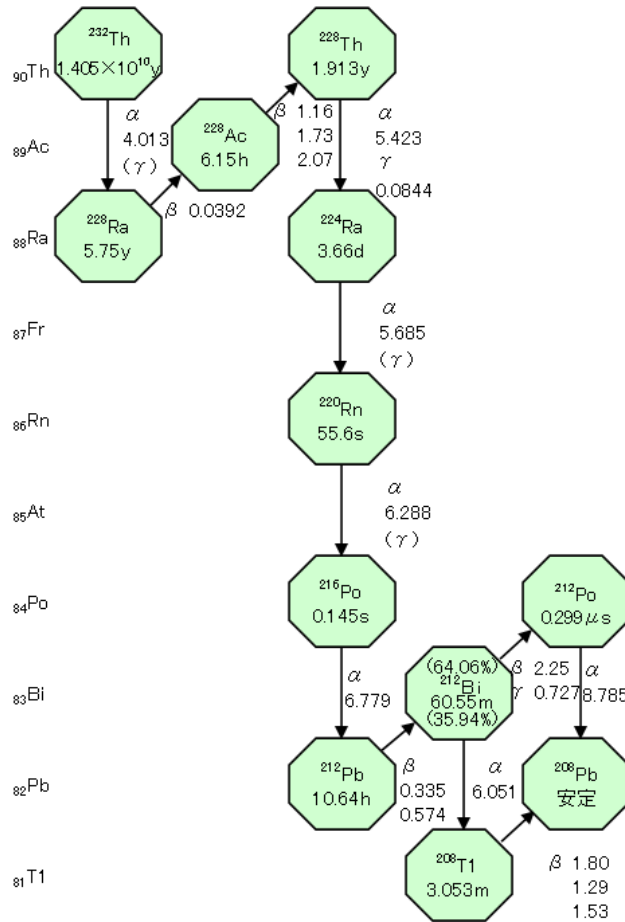 ²³²Th
1.405×10¹⁰y
²²⁸Th
1.913y
₉₀Th
α
4.013
(γ)
²²⁸Ac
6.15h
β 1.16
1.73
2.07
α
5.423
γ
0.0844
₈₉Ac
²²⁸Ra
5.75y
β 0.0392
²²⁴Ra
3.66d
₈₈Ra
α
5.685
(γ)
₈₇Fr
²²⁰Rn
55.6s
₈₆Rn
α
6.288
(γ)
₈₅At
²¹⁶Po
0.145s
²¹²Po
0.299μs
₈₄Po
α
6.779
(64.06%)
²¹²Bi
60.55m
(35.94%)
β 2.25
γ 0.727
α
8.785
₈₃Bi
²¹²Pb
10.64h
β
0.335
0.574
α
6.051
²⁰⁸Pb
安定
₈₂Pb
²⁰⁸T1
3.053m
β 1.80
1.29
1.53
₈₁T1